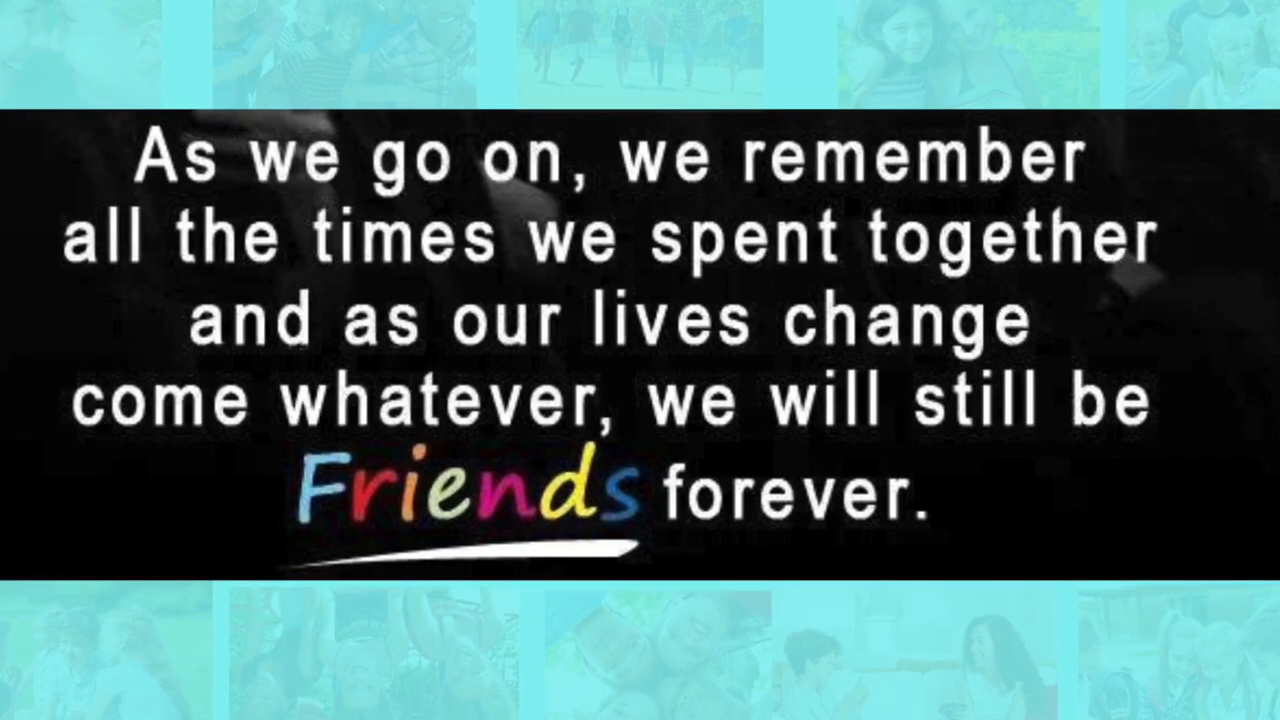 As we go on, we remember
all the times we spent together
and as our lives change
come whatever, we will still be
Friends forever.